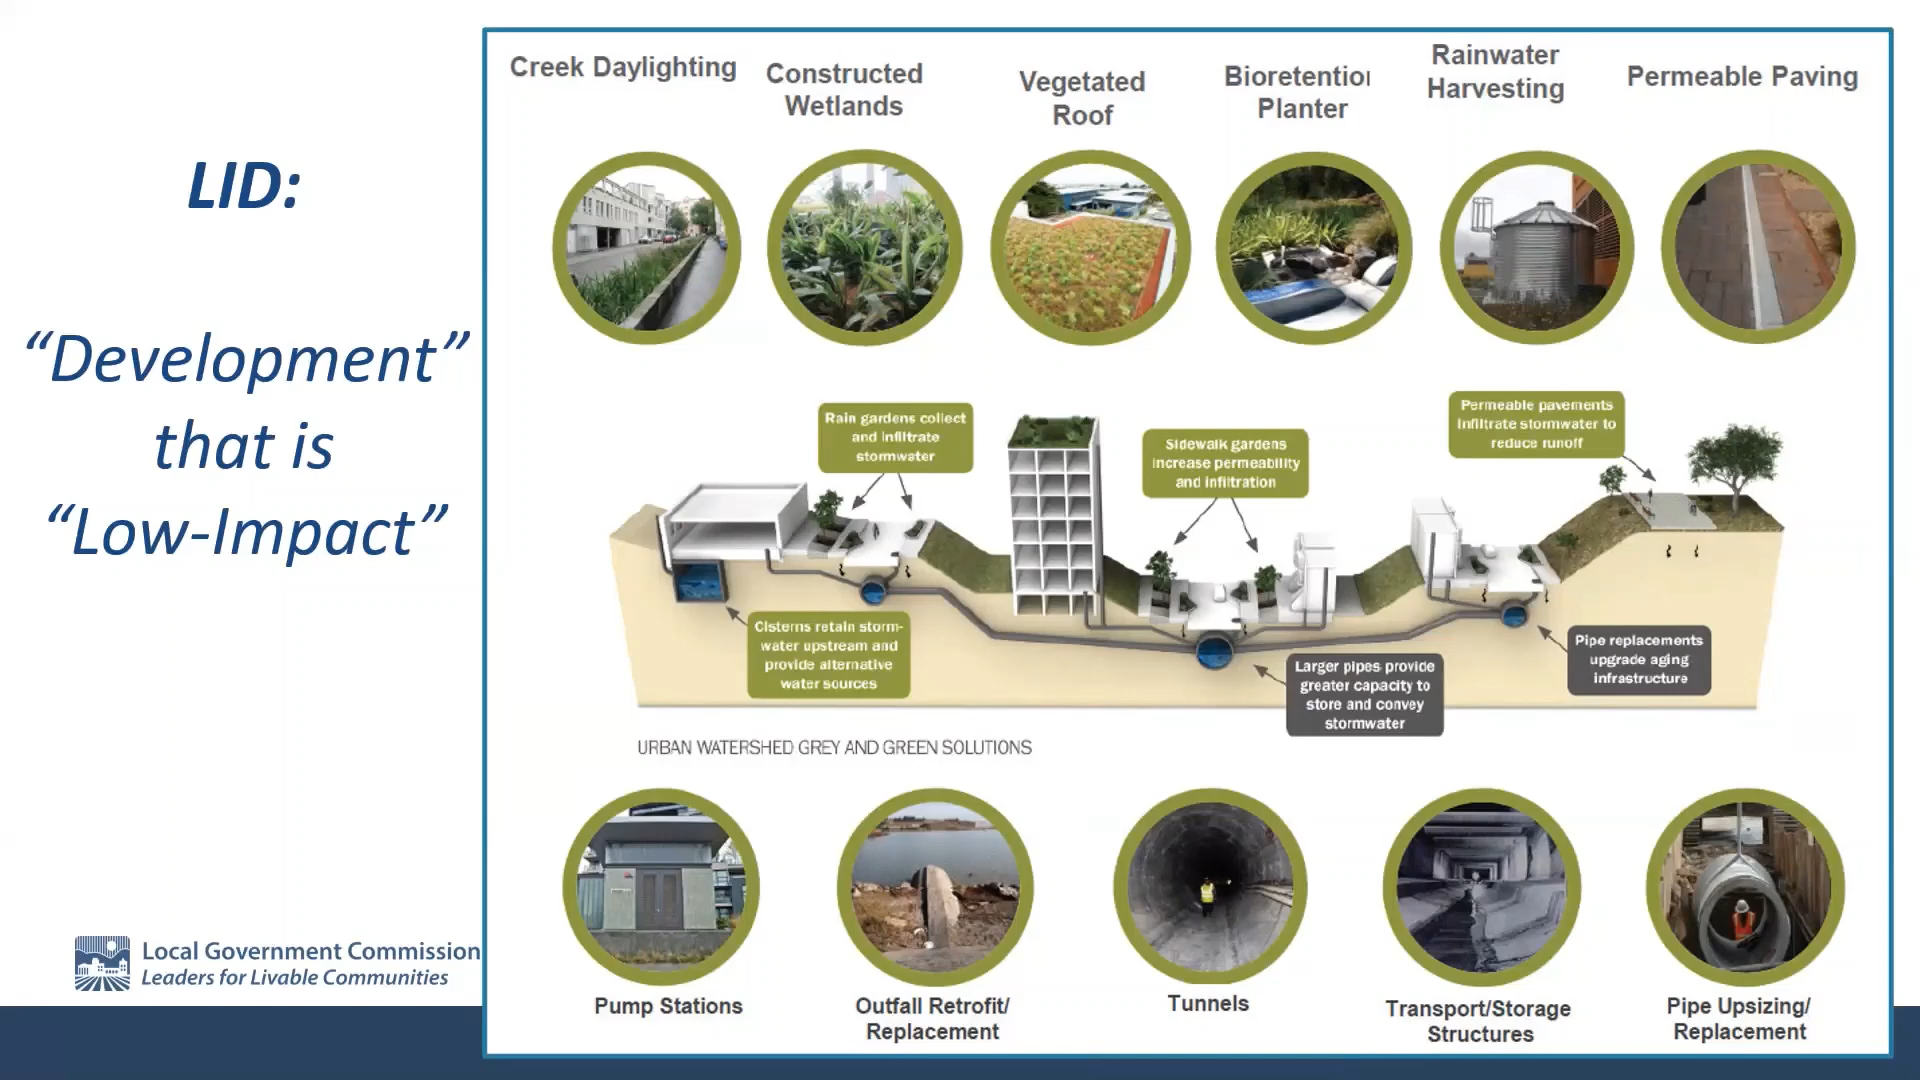 LID:
“Development”
that is
“Low-Impact”
Local Government Commission
Leaders for Livable Communities
Creek Daylighting
Constructed
Wetlands
Vegetated
Roof
Bioretention
Planter
Rainwater
Harvesting
Permeable Paving
Rain gardens collect
and infiltrate
stormwater
Sidewalk gardens
increase permeability
and infiltration
Permeable pavements
infiltrate stormwater to
reduce runoff
Cisterns retain storm-
water upstream and
provide alternative
water sources
Larger pipes provide
greater capacity to
store and convey
stormwater
Pipe replacements
upgrade aging
infrastructure
URBAN WATERSHED GREY AND GREEN SOLUTIONS
Pump Stations
Outfall Retrofit/
Replacement
Tunnels
Transport/Storage
Structures
Pipe Upsizing/
Replacement